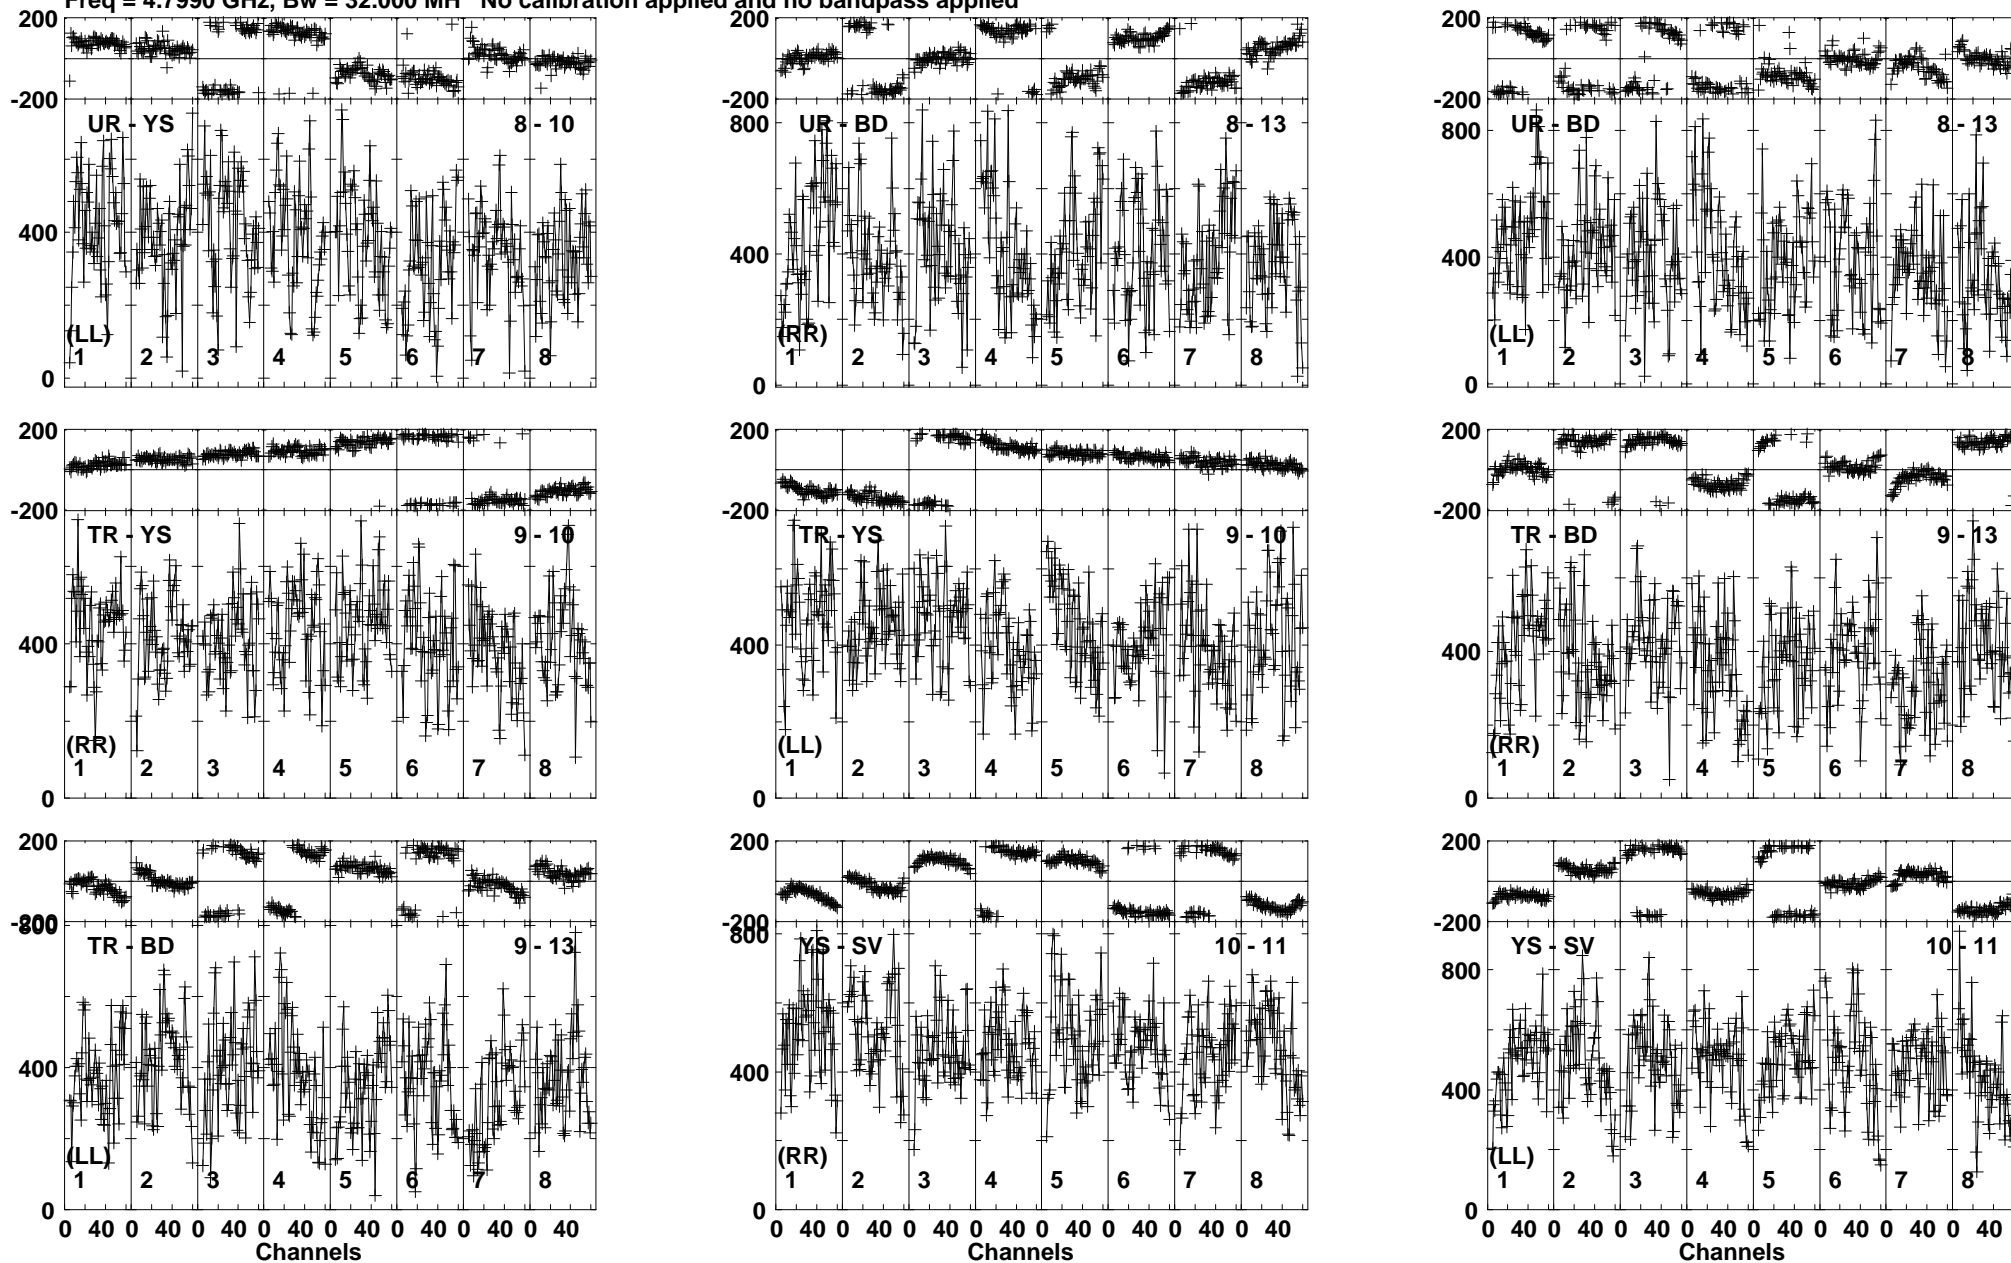 Freq = 4.7990 GHz, Bw = 32.000 MH No calibration applied and no bandpass applied
200 200 200
-200 -200 -200
UR - YS 8 - 10 UR - BD 8 - 13 UR - BD 8 - 13
800 800
400 400 400
(LL) (RR) (LL)
1 2 3 4 5 6 7 8 1 2 3 4 5 6 7 8 1 2 3 4 5 6 7 8
0 0 0
200 200 200
-200 -200 -200
TR - YS 9 - 10 TR - YS 9 - 10 TR - BD 9 - 13
400 400 400
(RR) (LL) (RR)
1 2 3 4 5 6 7 8 1 2 3 4 5 6 7 8 1 2 3 4 5 6 7 8
0 0 0
200 200 200
-200 -200 -200
800 800
TR - BD 9 - 13 YS - SV 10 - 11 YS - SV 10 - 11
800
400 400 400
(LL) (RR) (LL)
1 2 3 4 5 6 7 8 1 2 3 4 5 6 7 8 1 2 3 4 5 6 7 8
0 0 0
0 40 0 40 0 40 0 40 0 40 0 40 0 40 0 40 0 40 0 40 0 40 0 40 0 40 0 40 0 40 0 40 0 40 0 40 0 40 0 40 0 40 0 40 0 40 0 40
Channels Channels